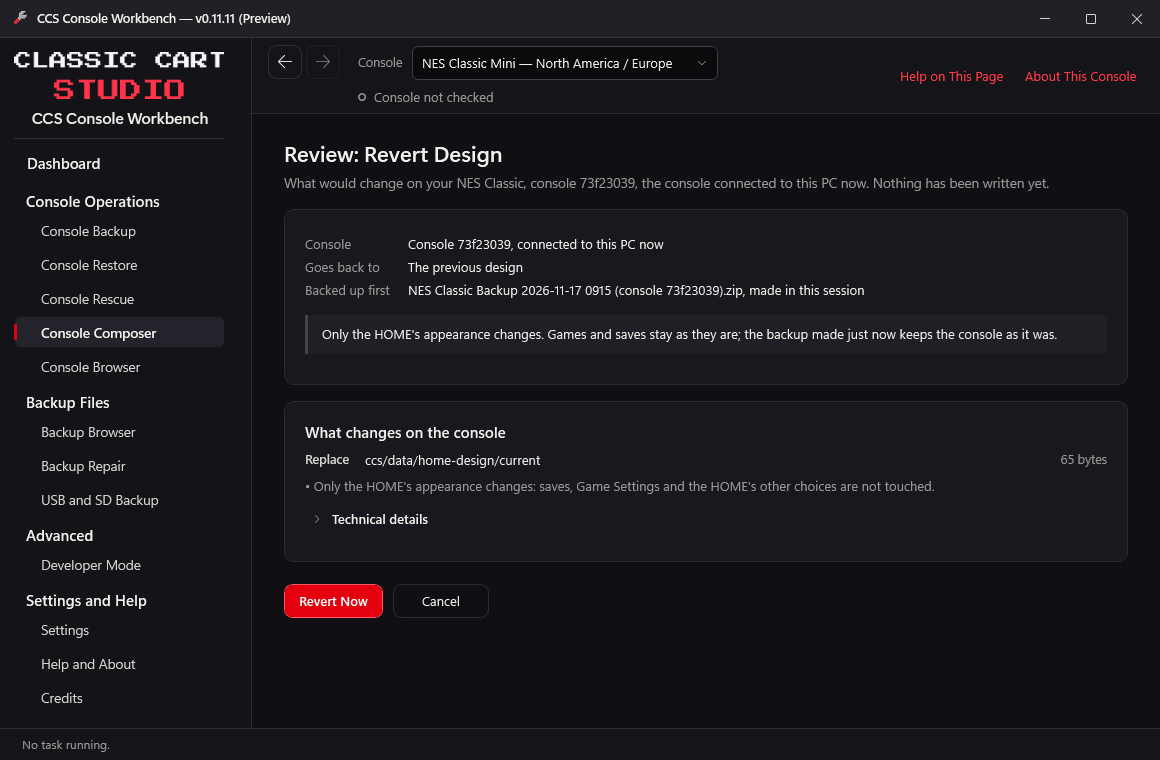 CCS Console Workbench — v0.11.11 (Preview)
CLASSIC CART
STUDIO
CCS Console Workbench
Dashboard
Console Operations
Console Backup
Console Restore
Console Rescue
Console Composer
Console Browser
Backup Files
Backup Browser
Backup Repair
USB and SD Backup
Advanced
Developer Mode
Settings and Help
Settings
Help and About
Credits
Console
NES Classic Mini — North America / Europe
Console not checked
Help on This Page
About This Console
Review: Revert Design
What would change on your NES Classic, console 73f23039, the console connected to this PC now. Nothing has been written yet.
Console Console 73f23039, connected to this PC now
Goes back to The previous design
Backed up first NES Classic Backup 2026-11-17 0915 (console 73f23039).zip, made in this session
Only the HOME's appearance changes. Games and saves stay as they are; the backup made just now keeps the console as it was.
What changes on the console
Replace ccs/data/home-design/current 65 bytes
• Only the HOME's appearance changes: saves, Game Settings and the HOME's other choices are not touched.
Technical details
Revert Now
Cancel
No task running.